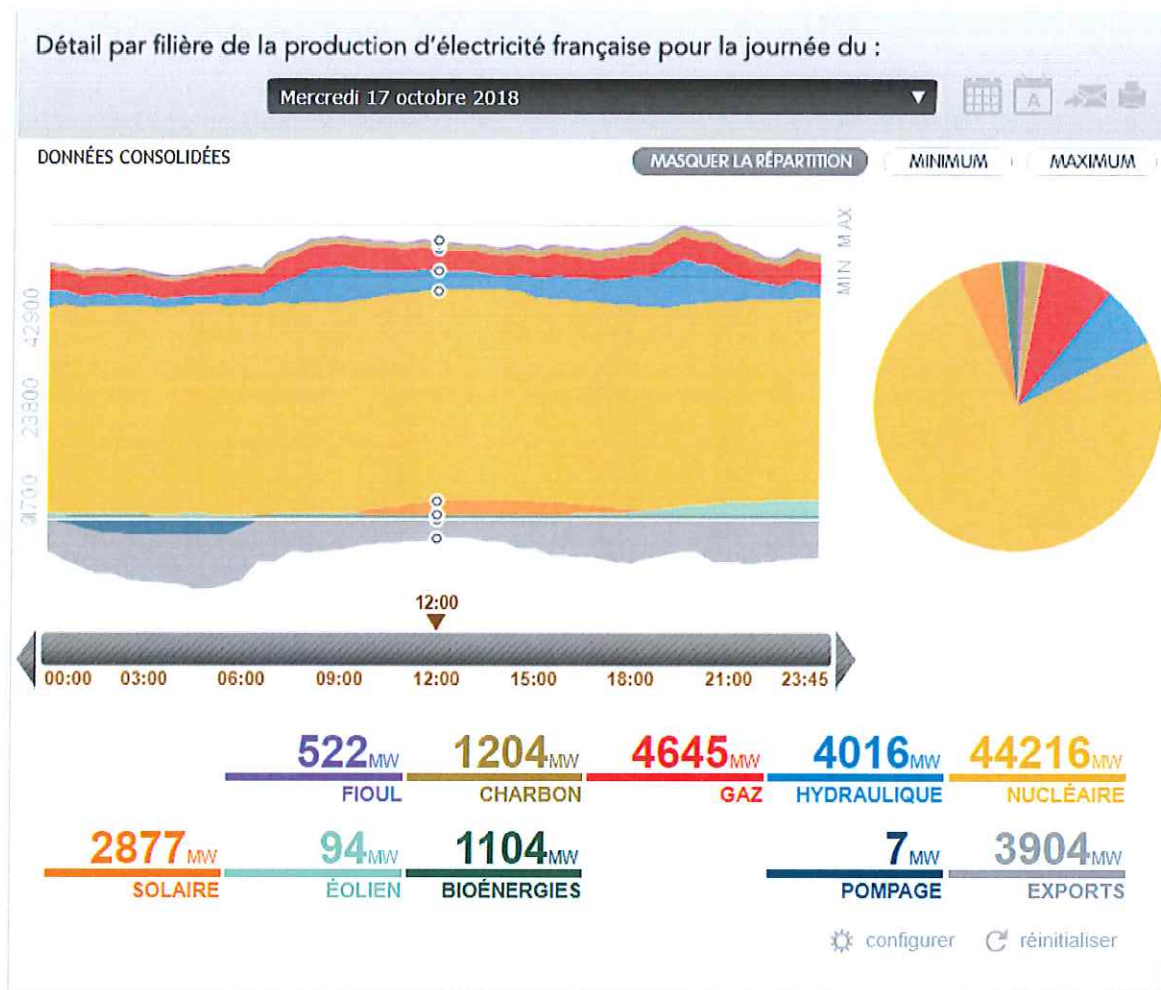 Détail par filière de la production d'électricité française pour la journée du :
Mercredi 17 octobre 2018
A
DONNÉES CONSOLIDÉES
MASQUER LA RÉPARTITION
MINIMUM
MAXIMUM
MIN MAX
42900
23800
12:00
00:00 03:00 06:00 09:00 12:00 15:00 18:00 21:00 23:45
522MW 1204MW 4645MW 4016MW 44216MW
FIOUL CHARBON GAZ HYDRAULIQUE NUCLÉAIRE
2877MW 94MW 1104MW 7MW 3904MW
SOLAIRE ÉOLIEN BIOÉNERGIES POMPAGE EXPORTS
configurer réinitialiser